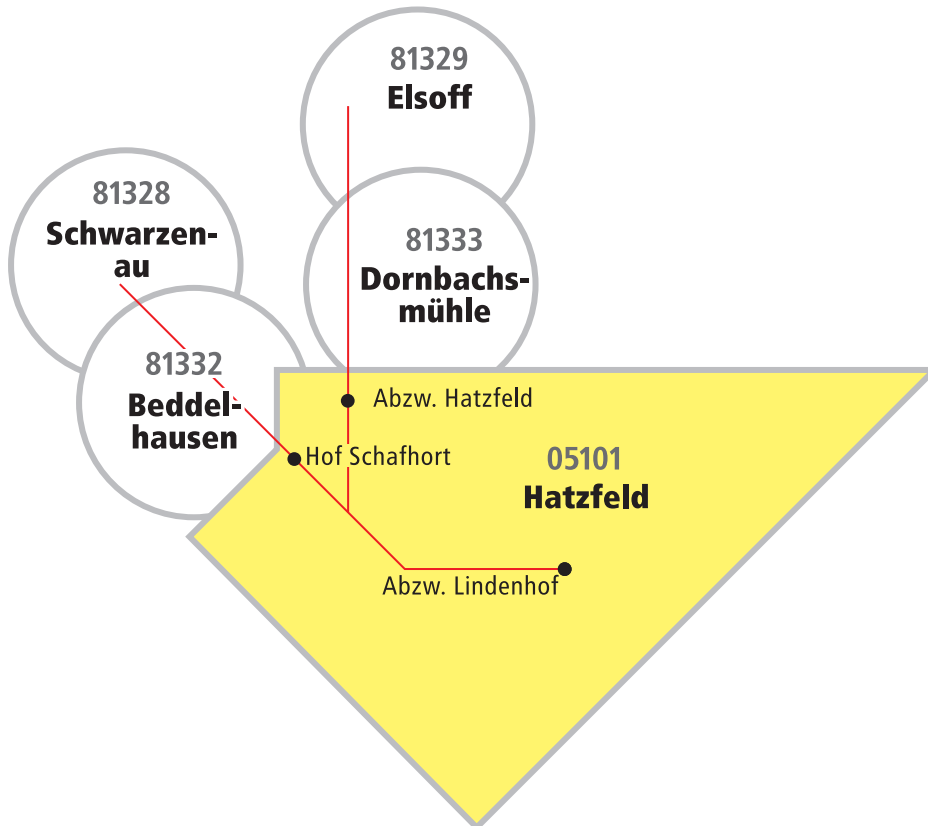 81329
Elsoff
81328
Schwarzen-
au
81333
Dornbachs-
mühle
81332
Beddel-
hausen
Abzw. Hatzfeld
Hof Schafhort
05101
Hatzfeld
Abzw. Lindenhof